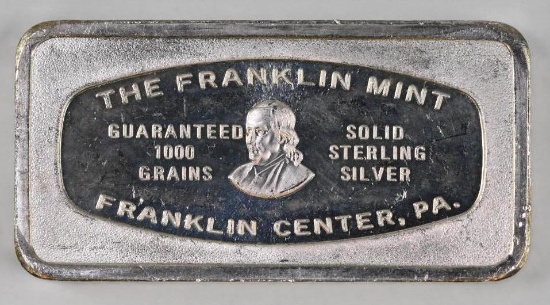 THE FRANKLIN MINT
GUARANTEED
1000
GRAINS
SOLID
STERLING
SILVER
FRANKLIN CENTER, PA.